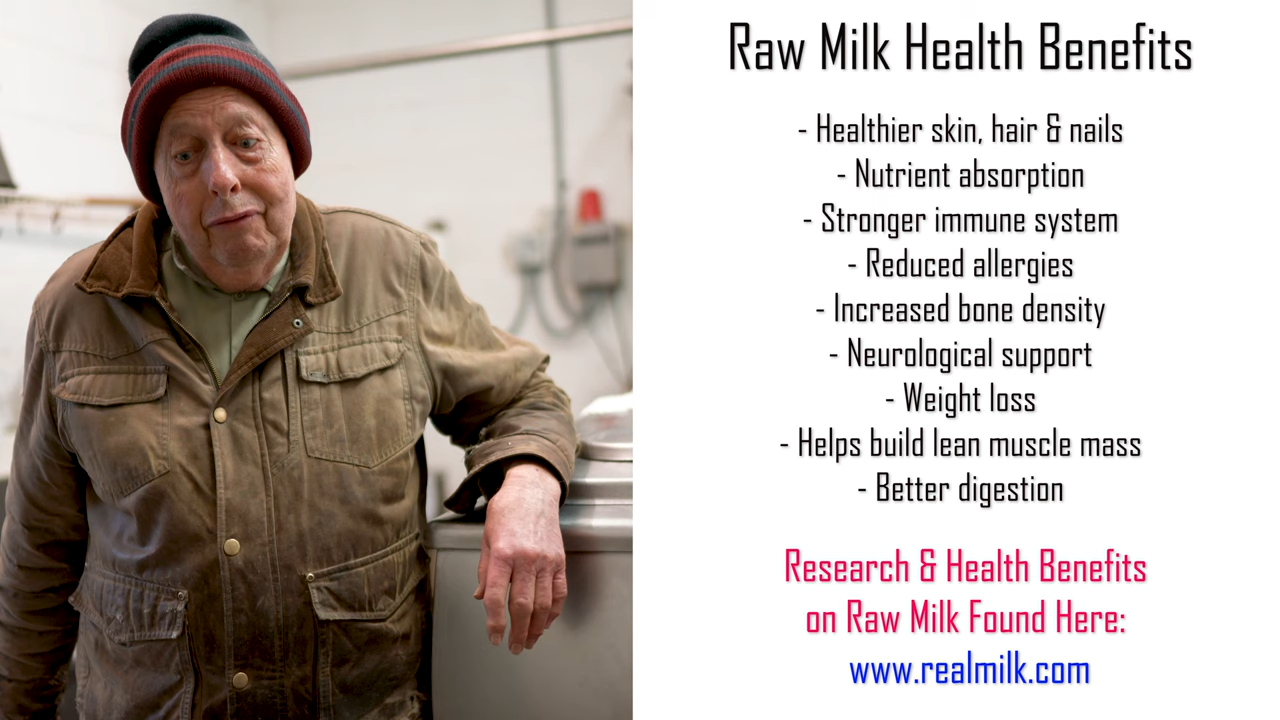 Raw Milk Health Benefits
- Healthier skin, hair & nails
- Nutrient absorption
- Stronger immune system
- Reduced allergies
- Increased bone density
- Neurological support
- Weight loss
- Helps build lean muscle mass
- Better digestion
Research & Health Benefits
on Raw Milk Found Here:
www.realmilk.com